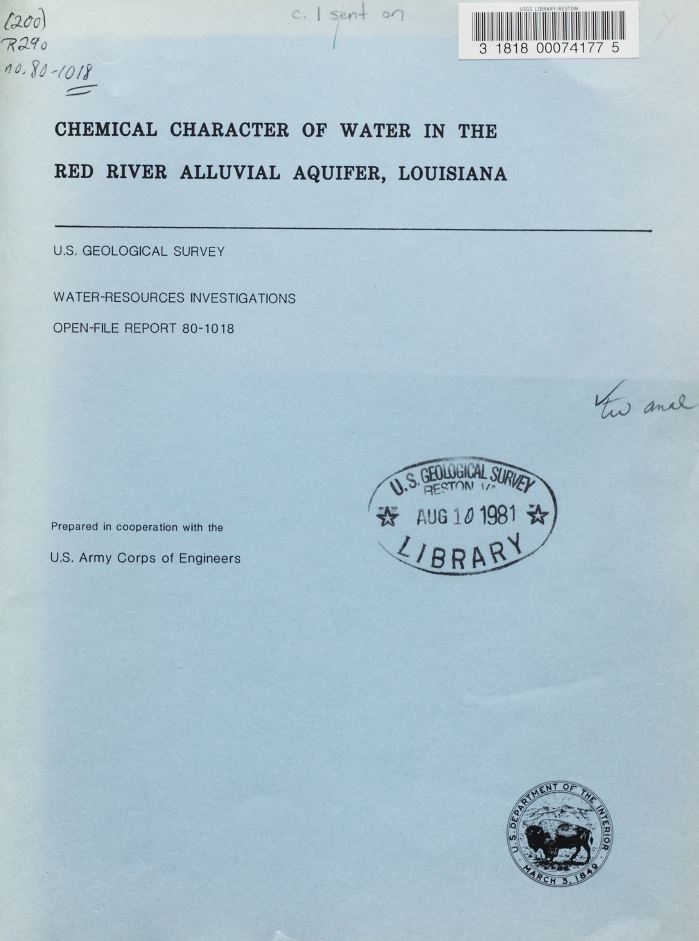 (200)
R290
no. 80-1018
c. 1 sent on
USGS LIBRARY-RESTON
3 1818 00074177 5
CHEMICAL CHARACTER OF WATER IN THE
RED RIVER ALLUVIAL AQUIFER, LOUISIANA
U.S. GEOLOGICAL SURVEY
WATER-RESOURCES INVESTIGATIONS
OPEN-FILE REPORT 80-1018
U.S. GEOLOGICAL SURVEY
RESTON VA
AUG 10 1981
LIBRARY
Prepared in cooperation with the
U.S. Army Corps of Engineers
U.S. DEPARTMENT OF THE INTERIOR
MARCH 3, 1849